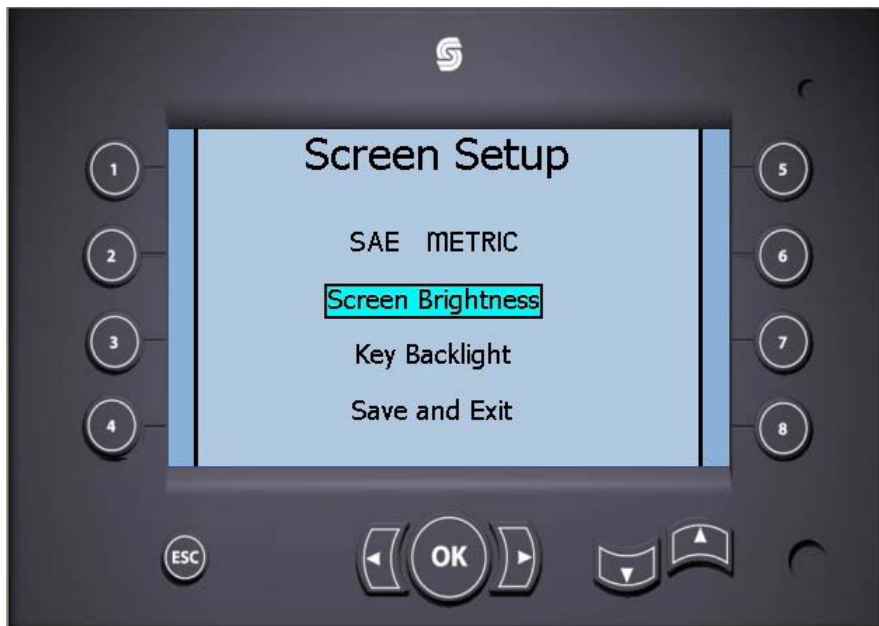 Screen Setup
1
5
SAE METRIC
2
6
Screen Brightness
3
7
Key Backlight
Save and Exit
4
8
ESC
OK